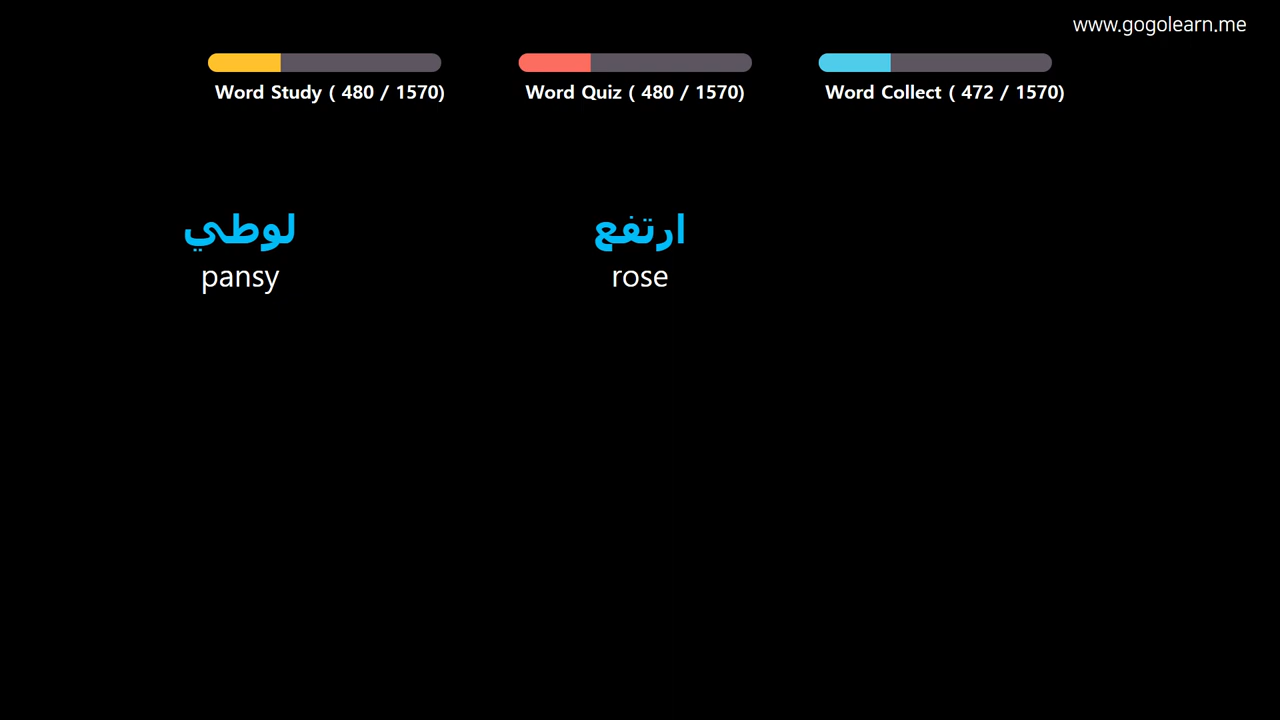 www.gogolearn.me
Word Study ( 480 / 1570)
Word Quiz ( 480 / 1570)
Word Collect ( 472 / 1570)
لوطي
pansy
ارتفع
rose